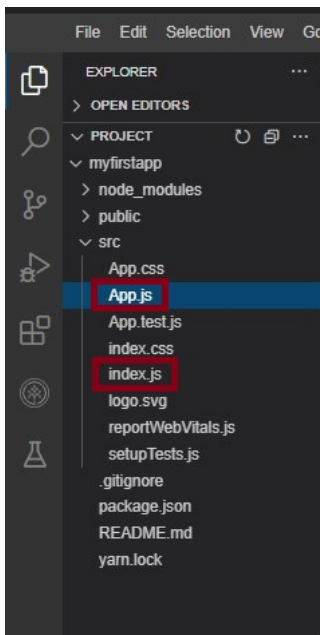 File Edit Selection View Go
EXPLORER
OPEN EDITORS
PROJECT
myfirstapp
node_modules
public
src
App.css
App.js
App.test.js
index.css
index.js
logo.svg
reportWebVitals.js
setupTests.js
.gitignore
package.json
README.md
yarn.lock